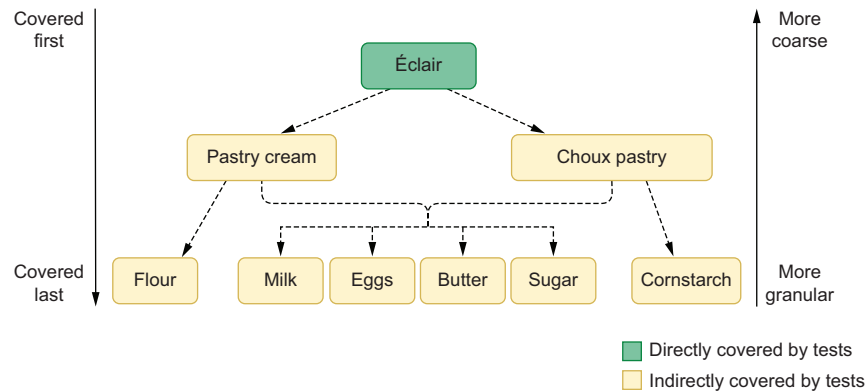 Covered
first
More
coarse
Éclair
Pastry cream
Choux pastry
Covered
last
Flour
Milk
Eggs
Butter
Sugar
Cornstarch
More
granular
Directly covered by tests
Indirectly covered by tests